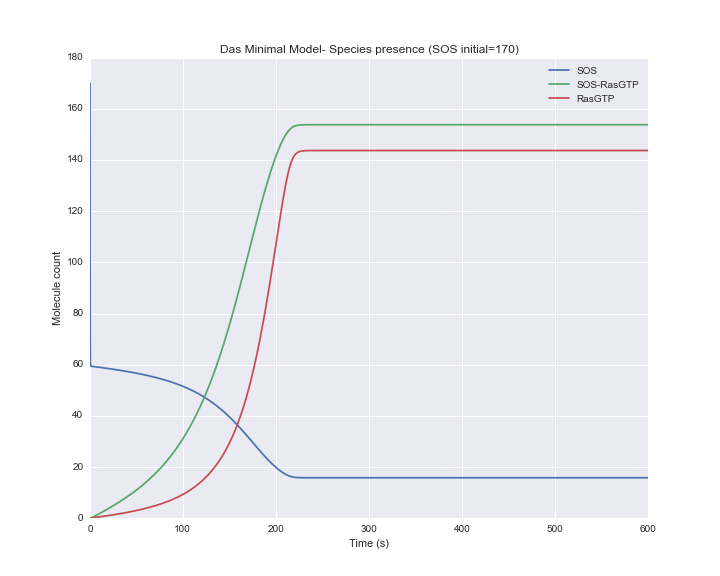 Das Minimal Model- Species presence (SOS initial=170)
180
160
140
120
100
80
60
40
20
0
Molecule count
SOS
SOS-RasGTP
RasGTP
0 100 200 300 400 500 600
Time (s)